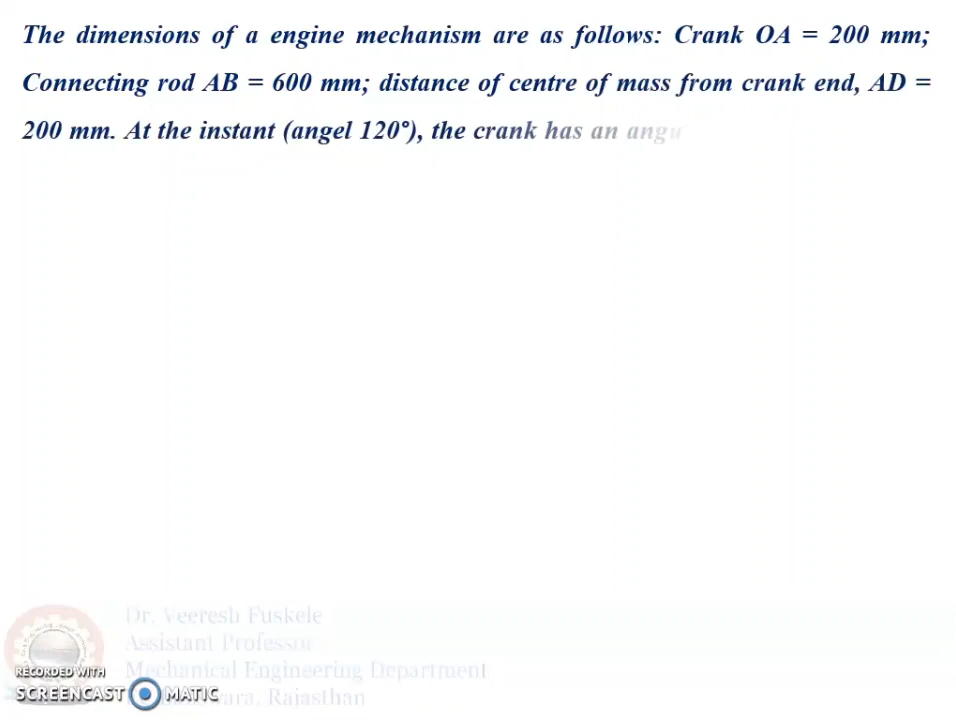 The dimensions of a engine mechanism are as follows: Crank OA = 200 mm;
Connecting rod AB = 600 mm; distance of centre of mass from crank end, AD =
200 mm. At the instant (angel 120°), the crank has an angu
Dr. Veeresh Fuskele
Assistant Professor
Mechanical Engineering Department
Rajasthan
RECORDED WITH
SCREENCAST MATIC